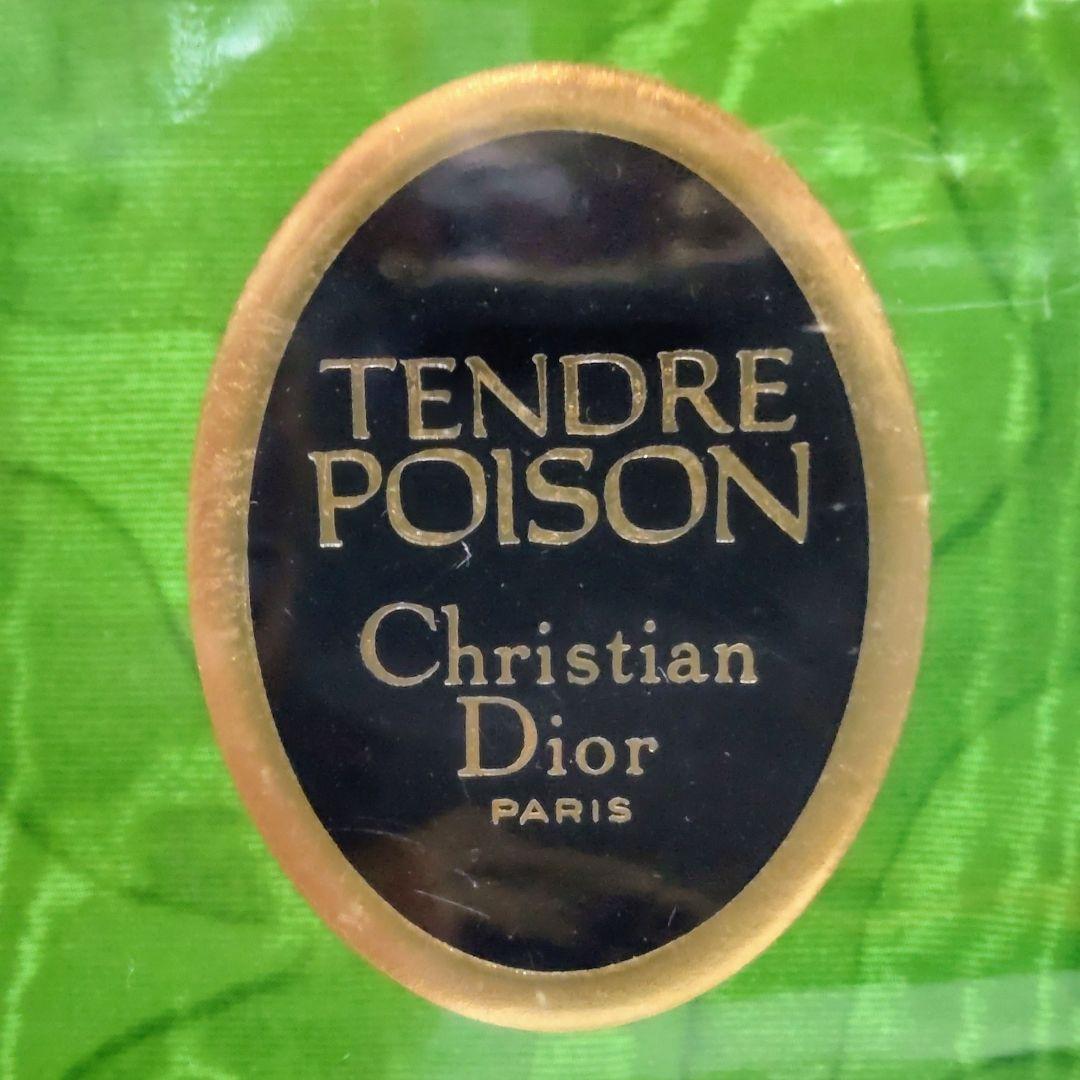 TENDRE
POISON
Christian
Dior
PARIS